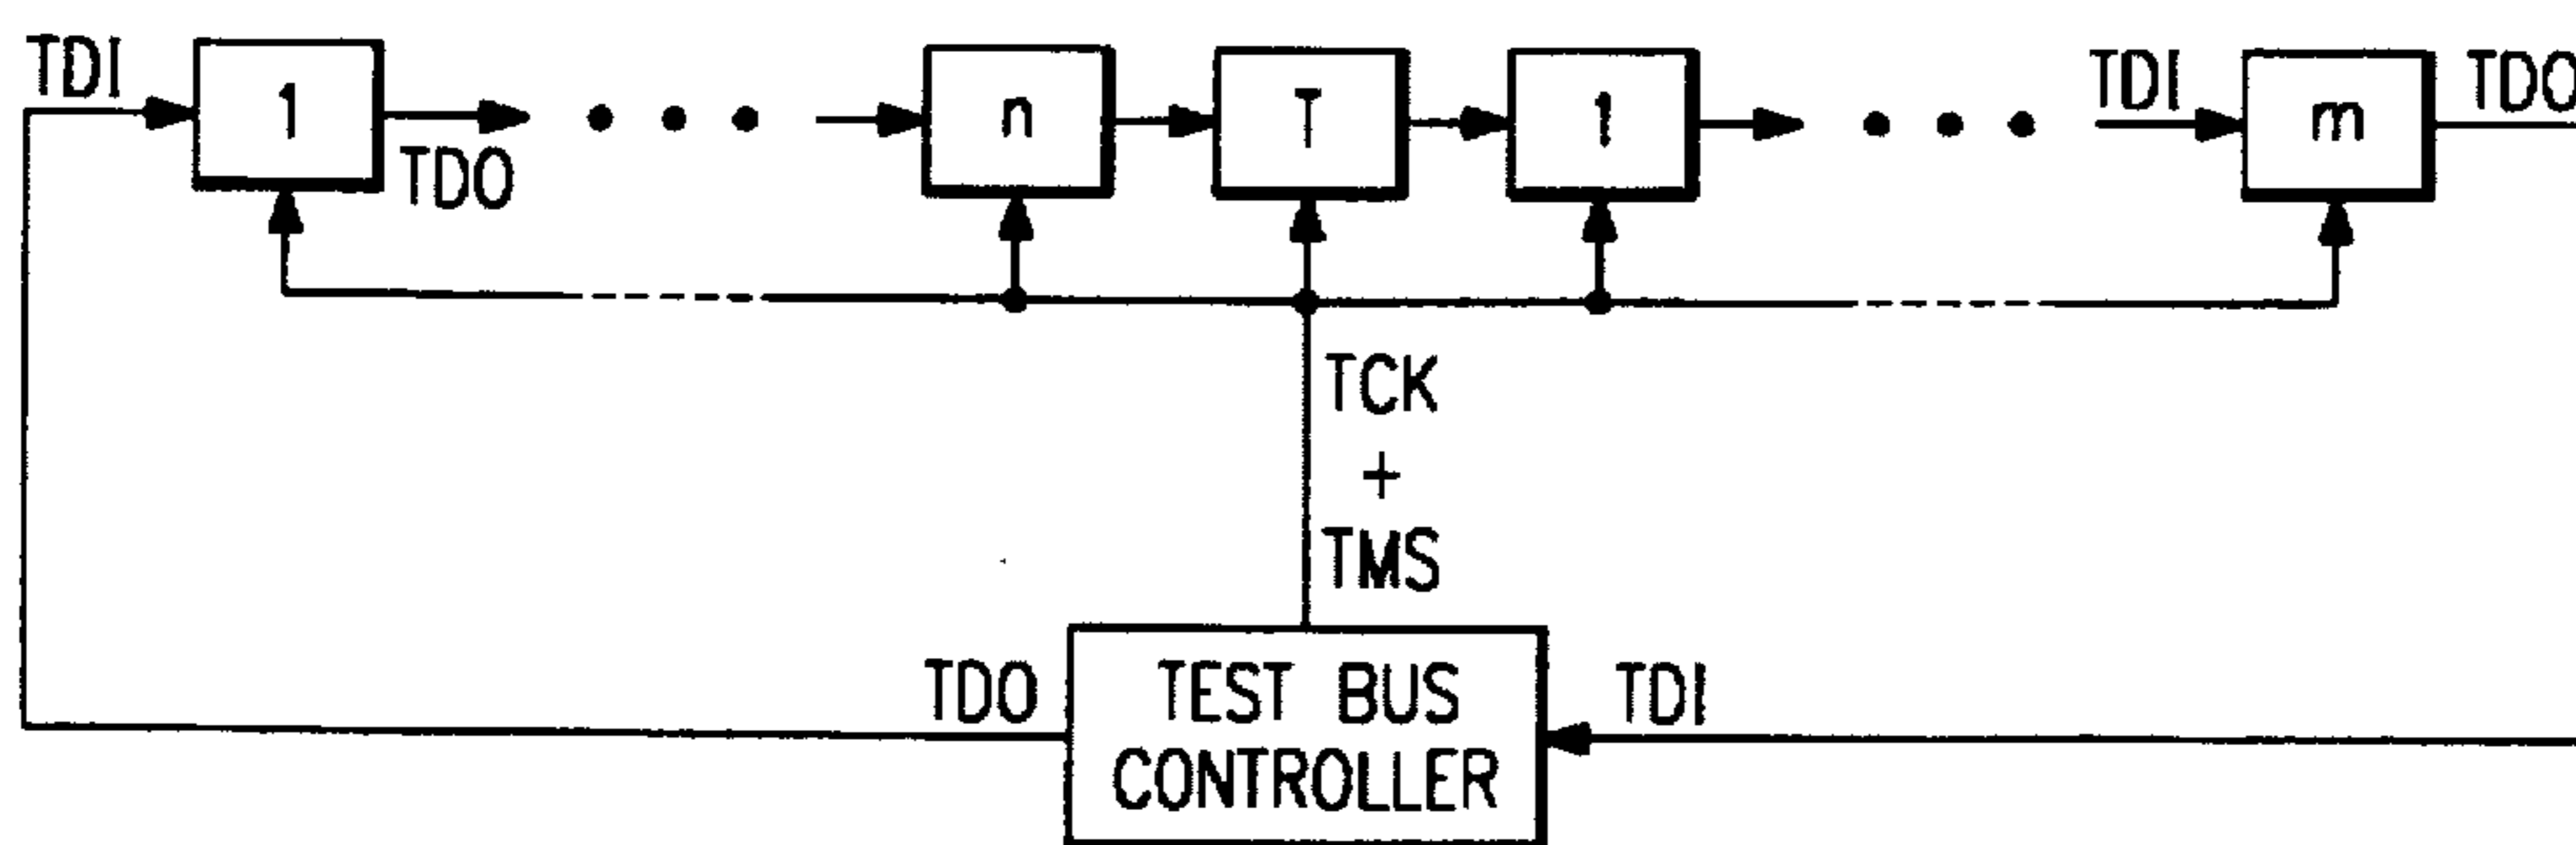 TDI
1
TDO
n
T
1
TDI
m
TDO
TCK
+
TMS
TDO
TEST BUS
CONTROLLER
TDI